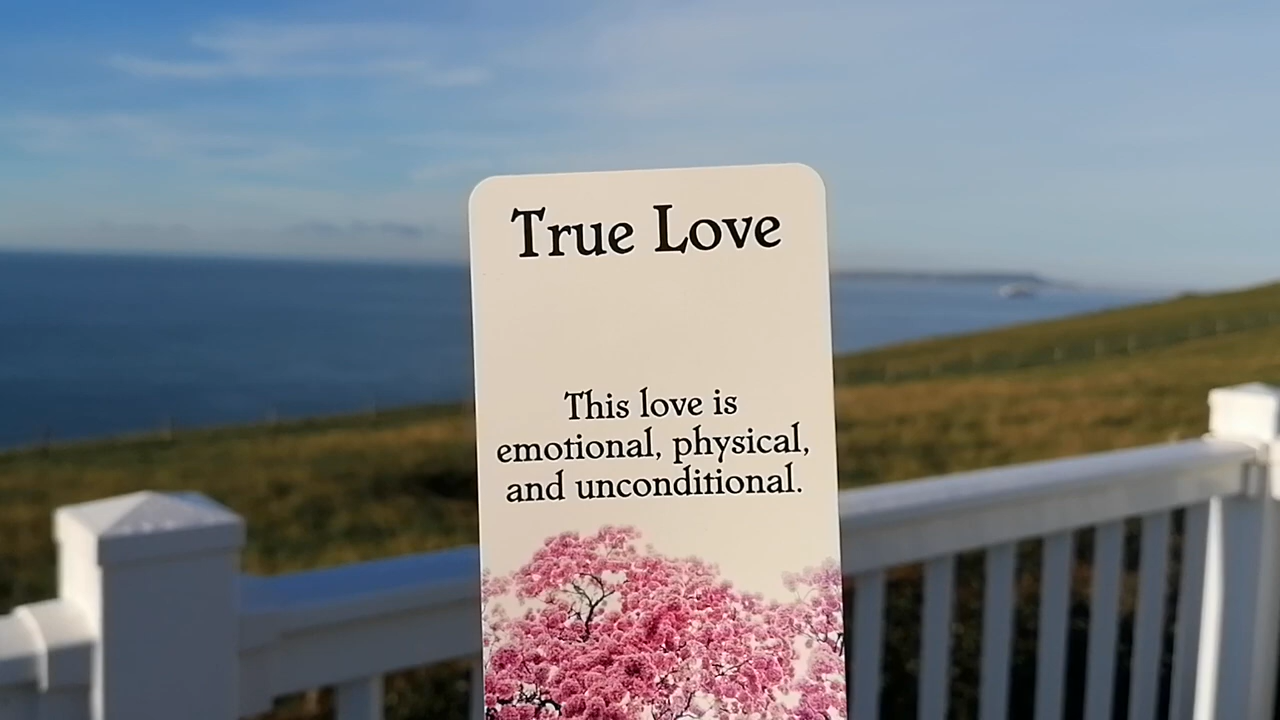 True Love
This love is
emotional, physical,
and unconditional.